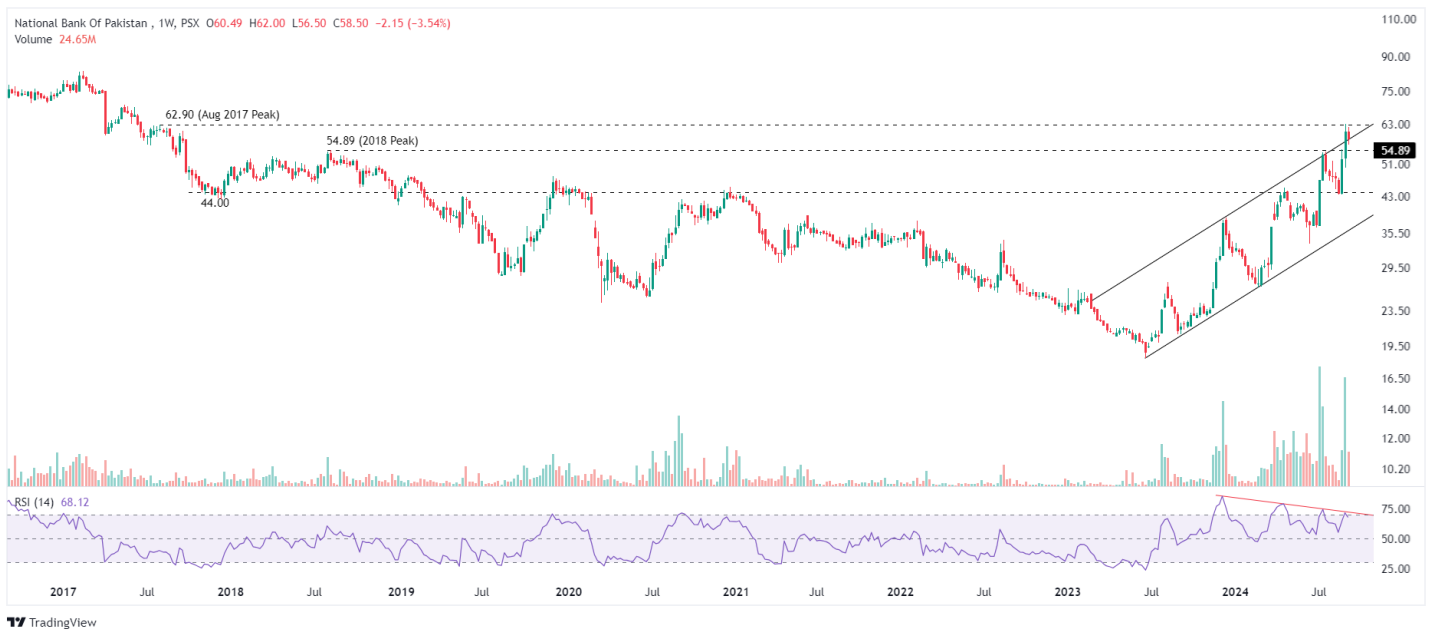 National Bank Of Pakistan , 1W, PSX O60.49 H62.00 L56.50 C58.50 −2.15 (−3.54%)
Volume 24.65M
110.00
90.00
75.00
62.90 (Aug 2017 Peak)
63.00
54.89 (2018 Peak)
54.89
51.00
43.00
44.00
35.50
29.50
23.50
19.50
16.50
14.00
12.00
10.20
RSI (14) 68.12
75.00
50.00
25.00
2017 Jul 2018 Jul 2019 Jul 2020 Jul 2021 Jul 2022 Jul 2023 Jul 2024 Jul
TradingView